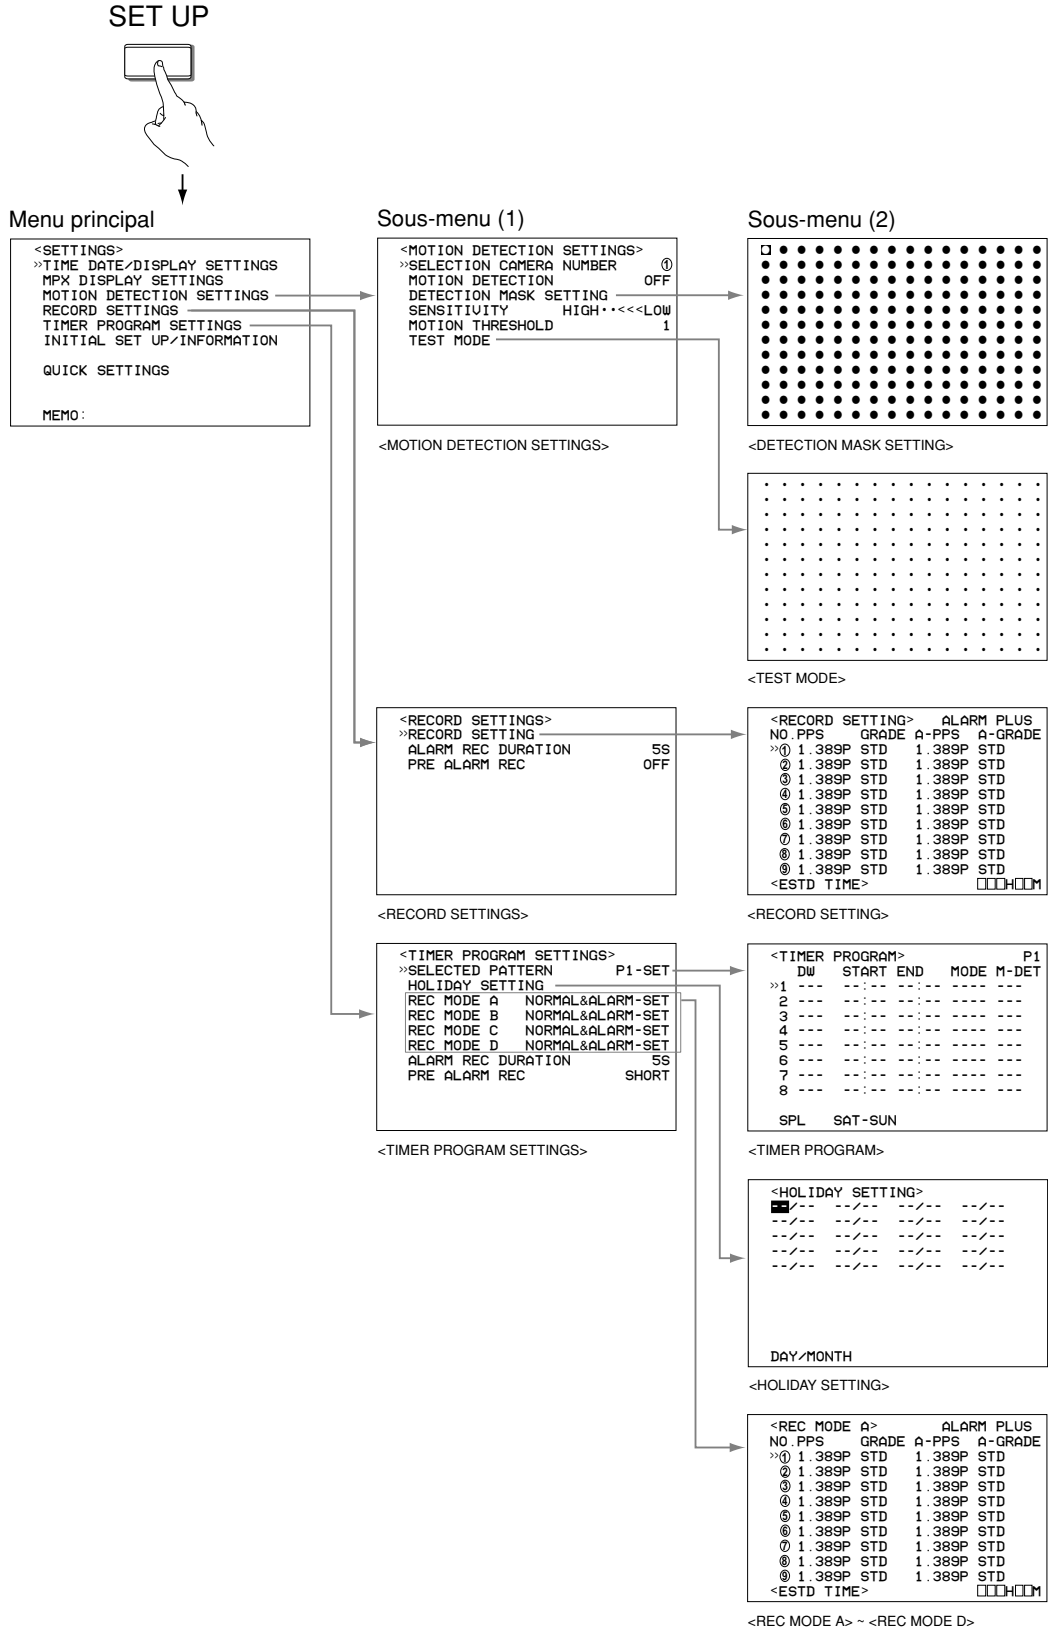 SET UP
Menu principal
<SETTINGS>
»TIME DATE/DISPLAY SETTINGS
MPX DISPLAY SETTINGS
MOTION DETECTION SETTINGS
RECORD SETTINGS
TIMER PROGRAM SETTINGS
INITIAL SET UP/INFORMATION
QUICK SETTINGS
MEMO:
Sous-menu (1)
<MOTION DETECTION SETTINGS>
»SELECTION CAMERA NUMBER ①
MOTION DETECTION OFF
DETECTION MASK SETTING
SENSITIVITY HIGH··<<<LOW
MOTION THRESHOLD 1
TEST MODE
<MOTION DETECTION SETTINGS>
Sous-menu (2)
<DETECTION MASK SETTING>
<TEST MODE>
<RECORD SETTINGS>
»RECORD SETTING
ALARM REC DURATION 5S
PRE ALARM REC OFF
<RECORD SETTINGS>
<RECORD SETTING> ALARM PLUS
NO.PPS GRADE A-PPS A-GRADE
»① 1.389P STD 1.389P STD
② 1.389P STD 1.389P STD
③ 1.389P STD 1.389P STD
④ 1.389P STD 1.389P STD
⑤ 1.389P STD 1.389P STD
⑥ 1.389P STD 1.389P STD
⑦ 1.389P STD 1.389P STD
⑧ 1.389P STD 1.389P STD
⑨ 1.389P STD 1.389P STD
<ESTD TIME> □□□H□□M
<RECORD SETTING>
<TIMER PROGRAM SETTINGS>
»SELECTED PATTERN P1-SET
HOLIDAY SETTING
REC MODE A NORMAL&ALARM-SET
REC MODE B NORMAL&ALARM-SET
REC MODE C NORMAL&ALARM-SET
REC MODE D NORMAL&ALARM-SET
ALARM REC DURATION 5S
PRE ALARM REC SHORT
<TIMER PROGRAM SETTINGS>
<TIMER PROGRAM> P1
DW START END MODE M-DET
»1 --- --:-- --:-- ---- ---
2 --- --:-- --:-- ---- ---
3 --- --:-- --:-- ---- ---
4 --- --:-- --:-- ---- ---
5 --- --:-- --:-- ---- ---
6 --- --:-- --:-- ---- ---
7 --- --:-- --:-- ---- ---
8 --- --:-- --:-- ---- ---
SPL SAT-SUN
<TIMER PROGRAM>
<HOLIDAY SETTING>
--/-- --/-- --/-- --/--
--/-- --/-- --/-- --/--
--/-- --/-- --/-- --/--
--/-- --/-- --/-- --/--
--/-- --/-- --/-- --/--
DAY/MONTH
<HOLIDAY SETTING>
<REC MODE A> ALARM PLUS
NO.PPS GRADE A-PPS A-GRADE
»① 1.389P STD 1.389P STD
② 1.389P STD 1.389P STD
③ 1.389P STD 1.389P STD
④ 1.389P STD 1.389P STD
⑤ 1.389P STD 1.389P STD
⑥ 1.389P STD 1.389P STD
⑦ 1.389P STD 1.389P STD
⑧ 1.389P STD 1.389P STD
⑨ 1.389P STD 1.389P STD
<ESTD TIME> □□□H□□M
<REC MODE A> ~ <REC MODE D>